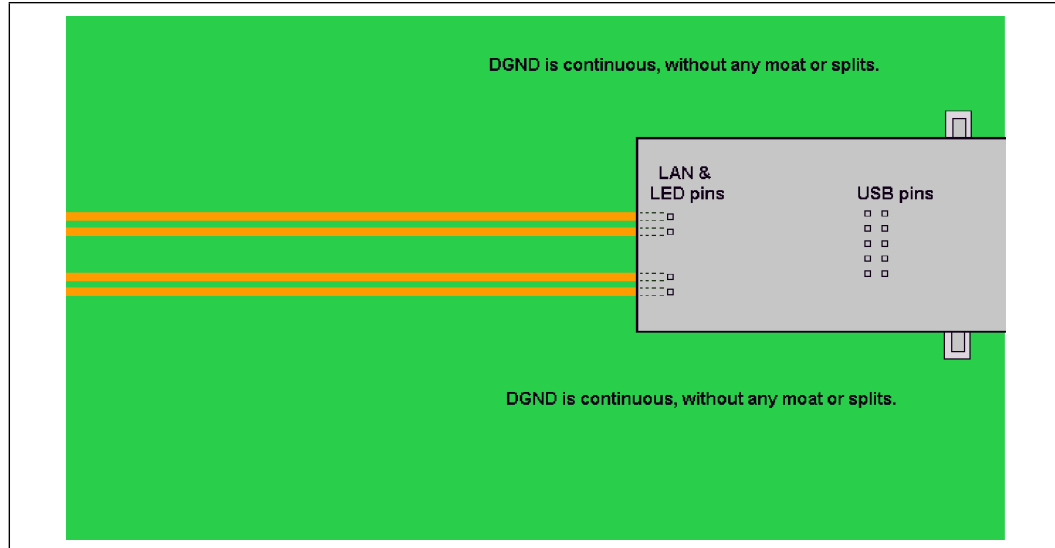 DGND is continuous, without any moat or splits.
LAN &
LED pins
USB pins
DGND is continuous, without any moat or splits.